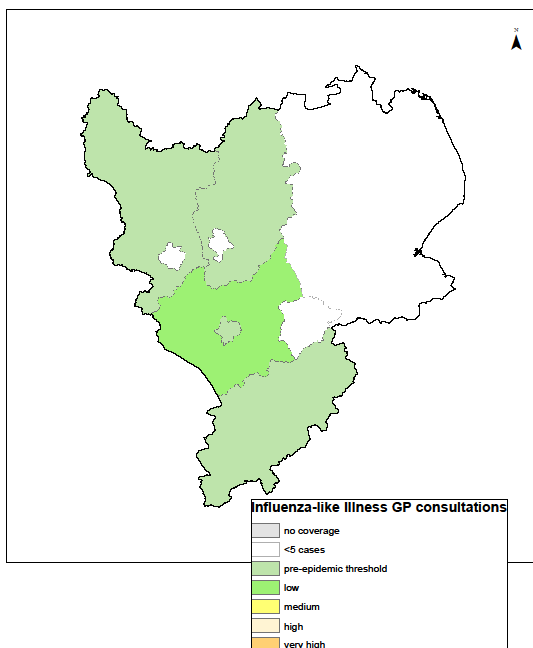 N
Influenza-like Illness GP consultations
no coverage
<5 cases
pre-epidemic threshold
low
medium
high
very high